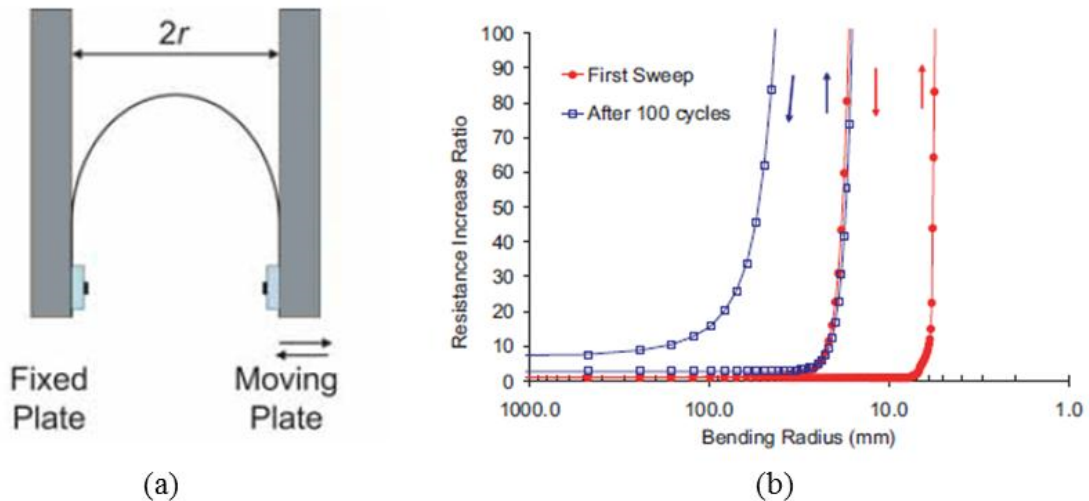 2r
Fixed
Plate
Moving
Plate
(a)
Resistance Increase Ratio
100
90
80
70
60
50
40
30
20
10
0
First Sweep
After 100 cycles
1000.0
100.0
10.0
1.0
Bending Radius (mm)
(b)